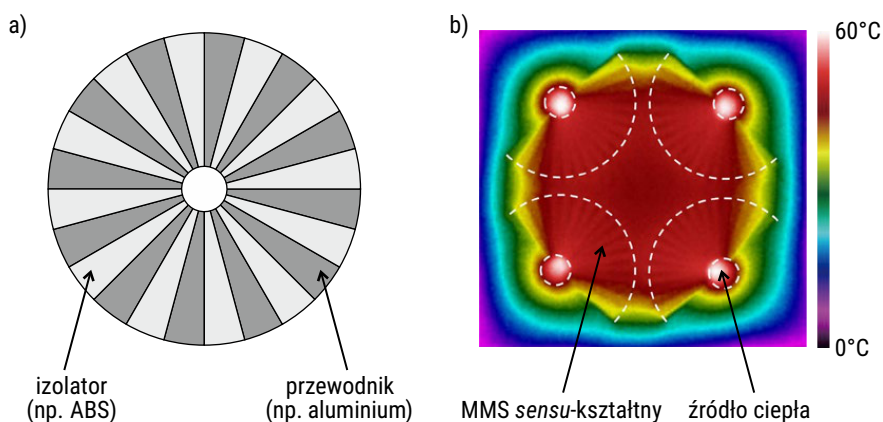 a)
izolator
(np. ABS)
przewodnik
(np. aluminium)
b)
60°C
0°C
MMS sensu-kształtny
źródło ciepła